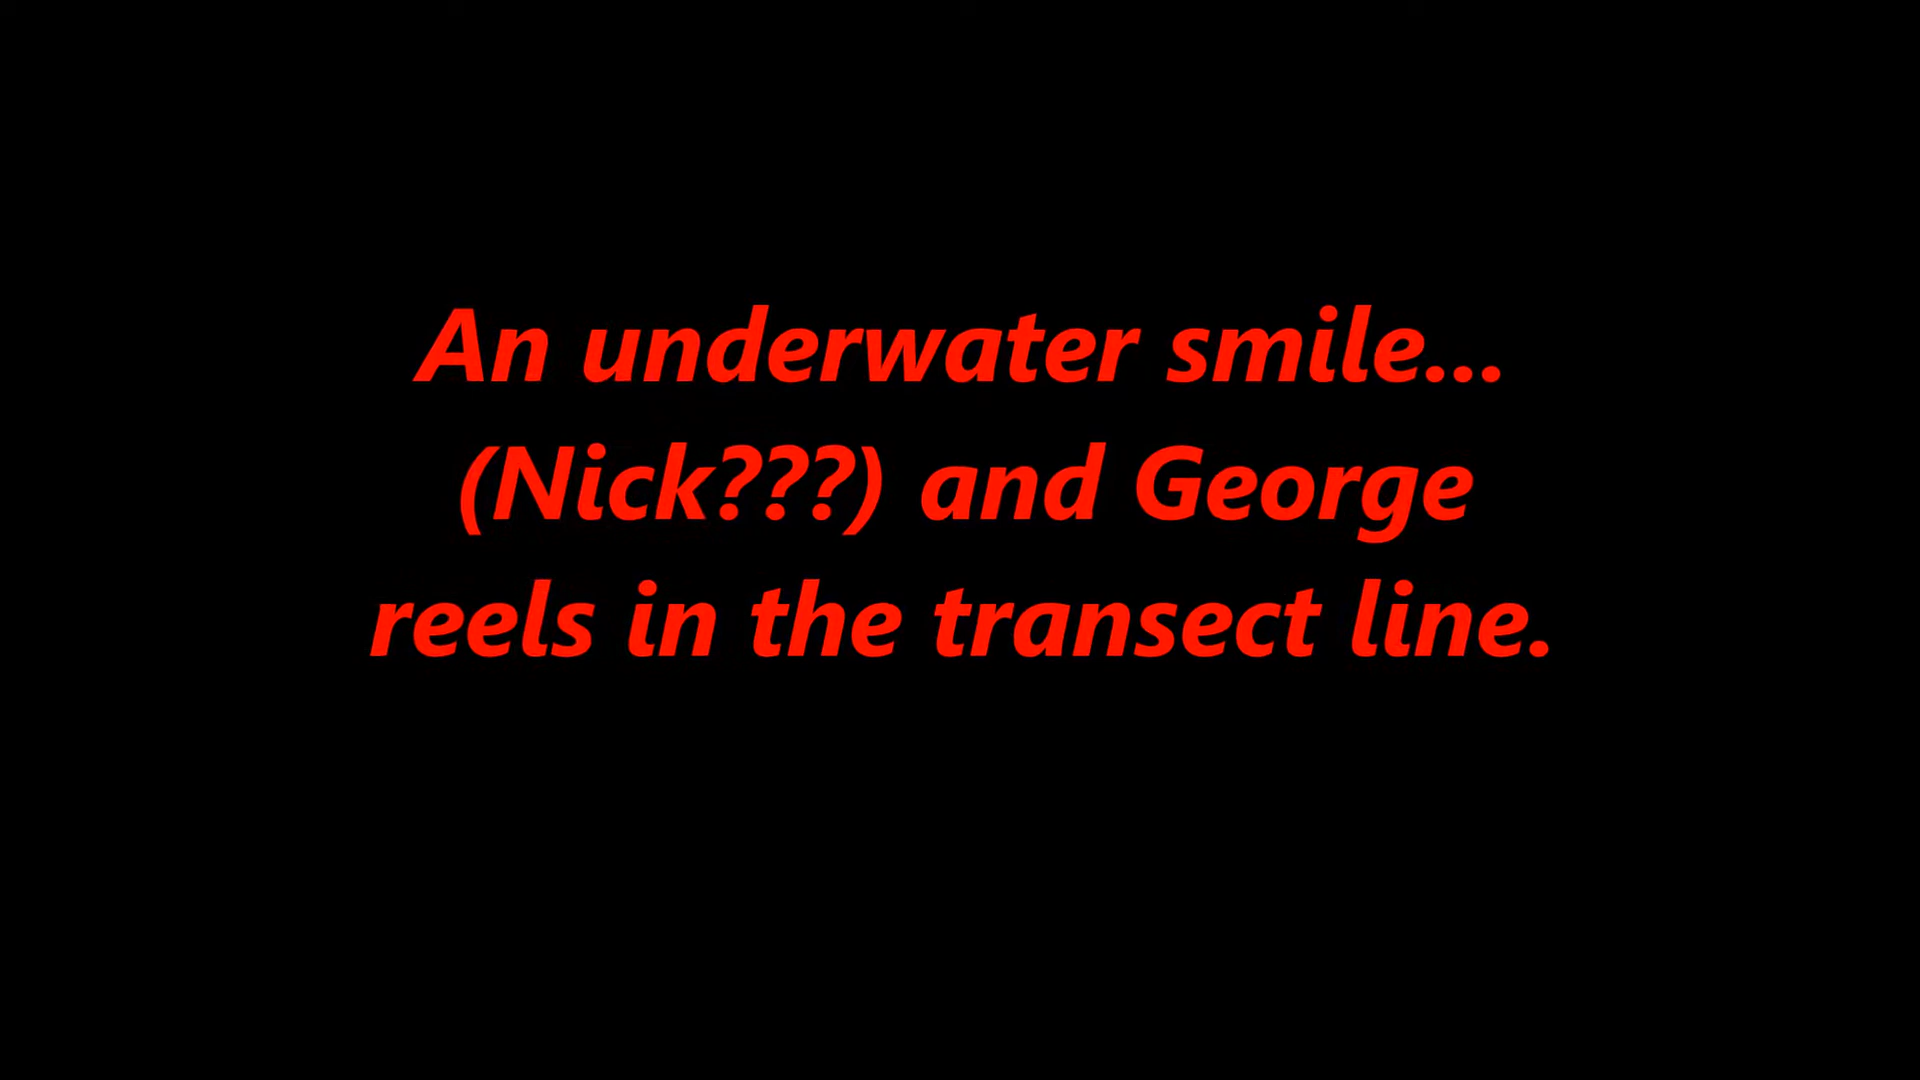 An underwater smile...
(Nick???) and George
reels in the transect line.